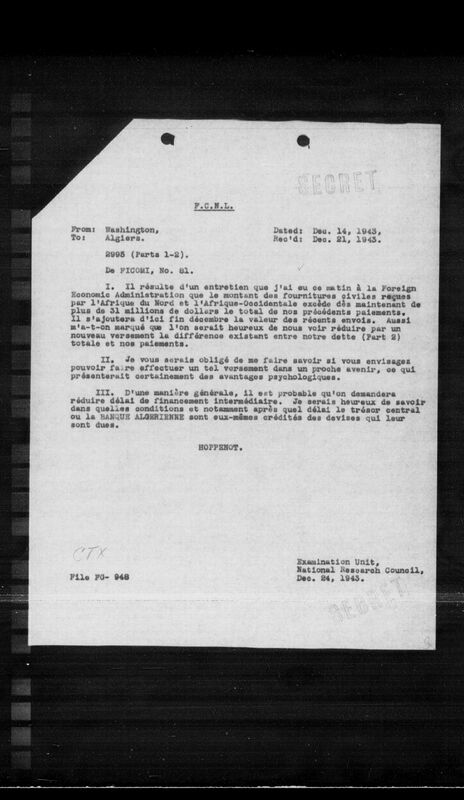 SECRET
F.C.N.L.
From: Washington, Dated: Dec. 14, 1943.
To: Algiers. Rec'd: Dec. 21, 1943.
2995 (Parts 1-2).
De FICOMI, No. 81.
I. Il résulte d'un entretien que j'ai eu ce matin à la Foreign
Economic Administration que le montant des fournitures civiles reçues
par l'Afrique du Nord et l'Afrique-Occidentale excède dès maintenant de
plus de 31 millions de dollars le total de nos précédents paiements.
Il s'ajoutera d'ici fin décembre la valeur des récents envois. Aussi
m'a-t-on marqué que l'on serait heureux de nous voir réduire par un
nouveau versement la différence existant entre notre dette (Part 2)
totale et nos paiements.
II. Je vous serais obligé de me faire savoir si vous envisagez
pouvoir faire effectuer un tel versement dans un proche avenir, ce qui
présenterait certainement des avantages psychologiques.
III. D'une manière générale, il est probable qu'on demandera
réduire délai de financement intermédiaire. Je serais heureux de savoir
dans quelles conditions et notamment après quel délai le trésor central
ou la BANQUE ALGERIENNE sont eux-mêmes crédités des devises qui leur
sont dues.
HOPPENOT.
CTX
Examination Unit,
National Research Council,
File FG- 948 Dec. 24, 1943.
SECRET